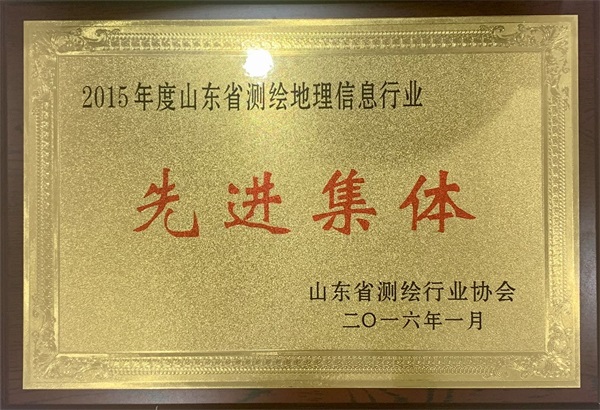 2015年度山东省测绘地理信息行业
先进集体
山东省测绘行业协会
二〇一六年一月